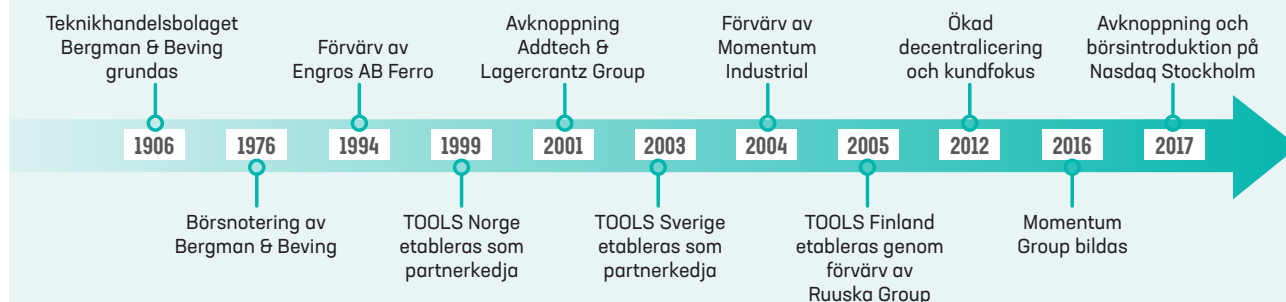 Teknikhandelsbolaget
Bergman & Beving
grundas
Förvärv av
Engros AB Ferro
Avknoppning
Addtech &
Lagercrantz Group
Förvärv av
Momentum
Industrial
Ökad
decentralicering
och kundfokus
Avknoppning och
börsintroduktion på
Nasdaq Stockholm
1906 1976 1994 1999 2001 2003 2004 2005 2012 2016 2017
Börsnotering av
Bergman & Beving
TOOLS Norge
etableras som
partnerkedja
TOOLS Sverige
etableras som
partnerkedja
TOOLS Finland
etableras genom
förvärv av
Ruuska Group
Momentum
Group bildas